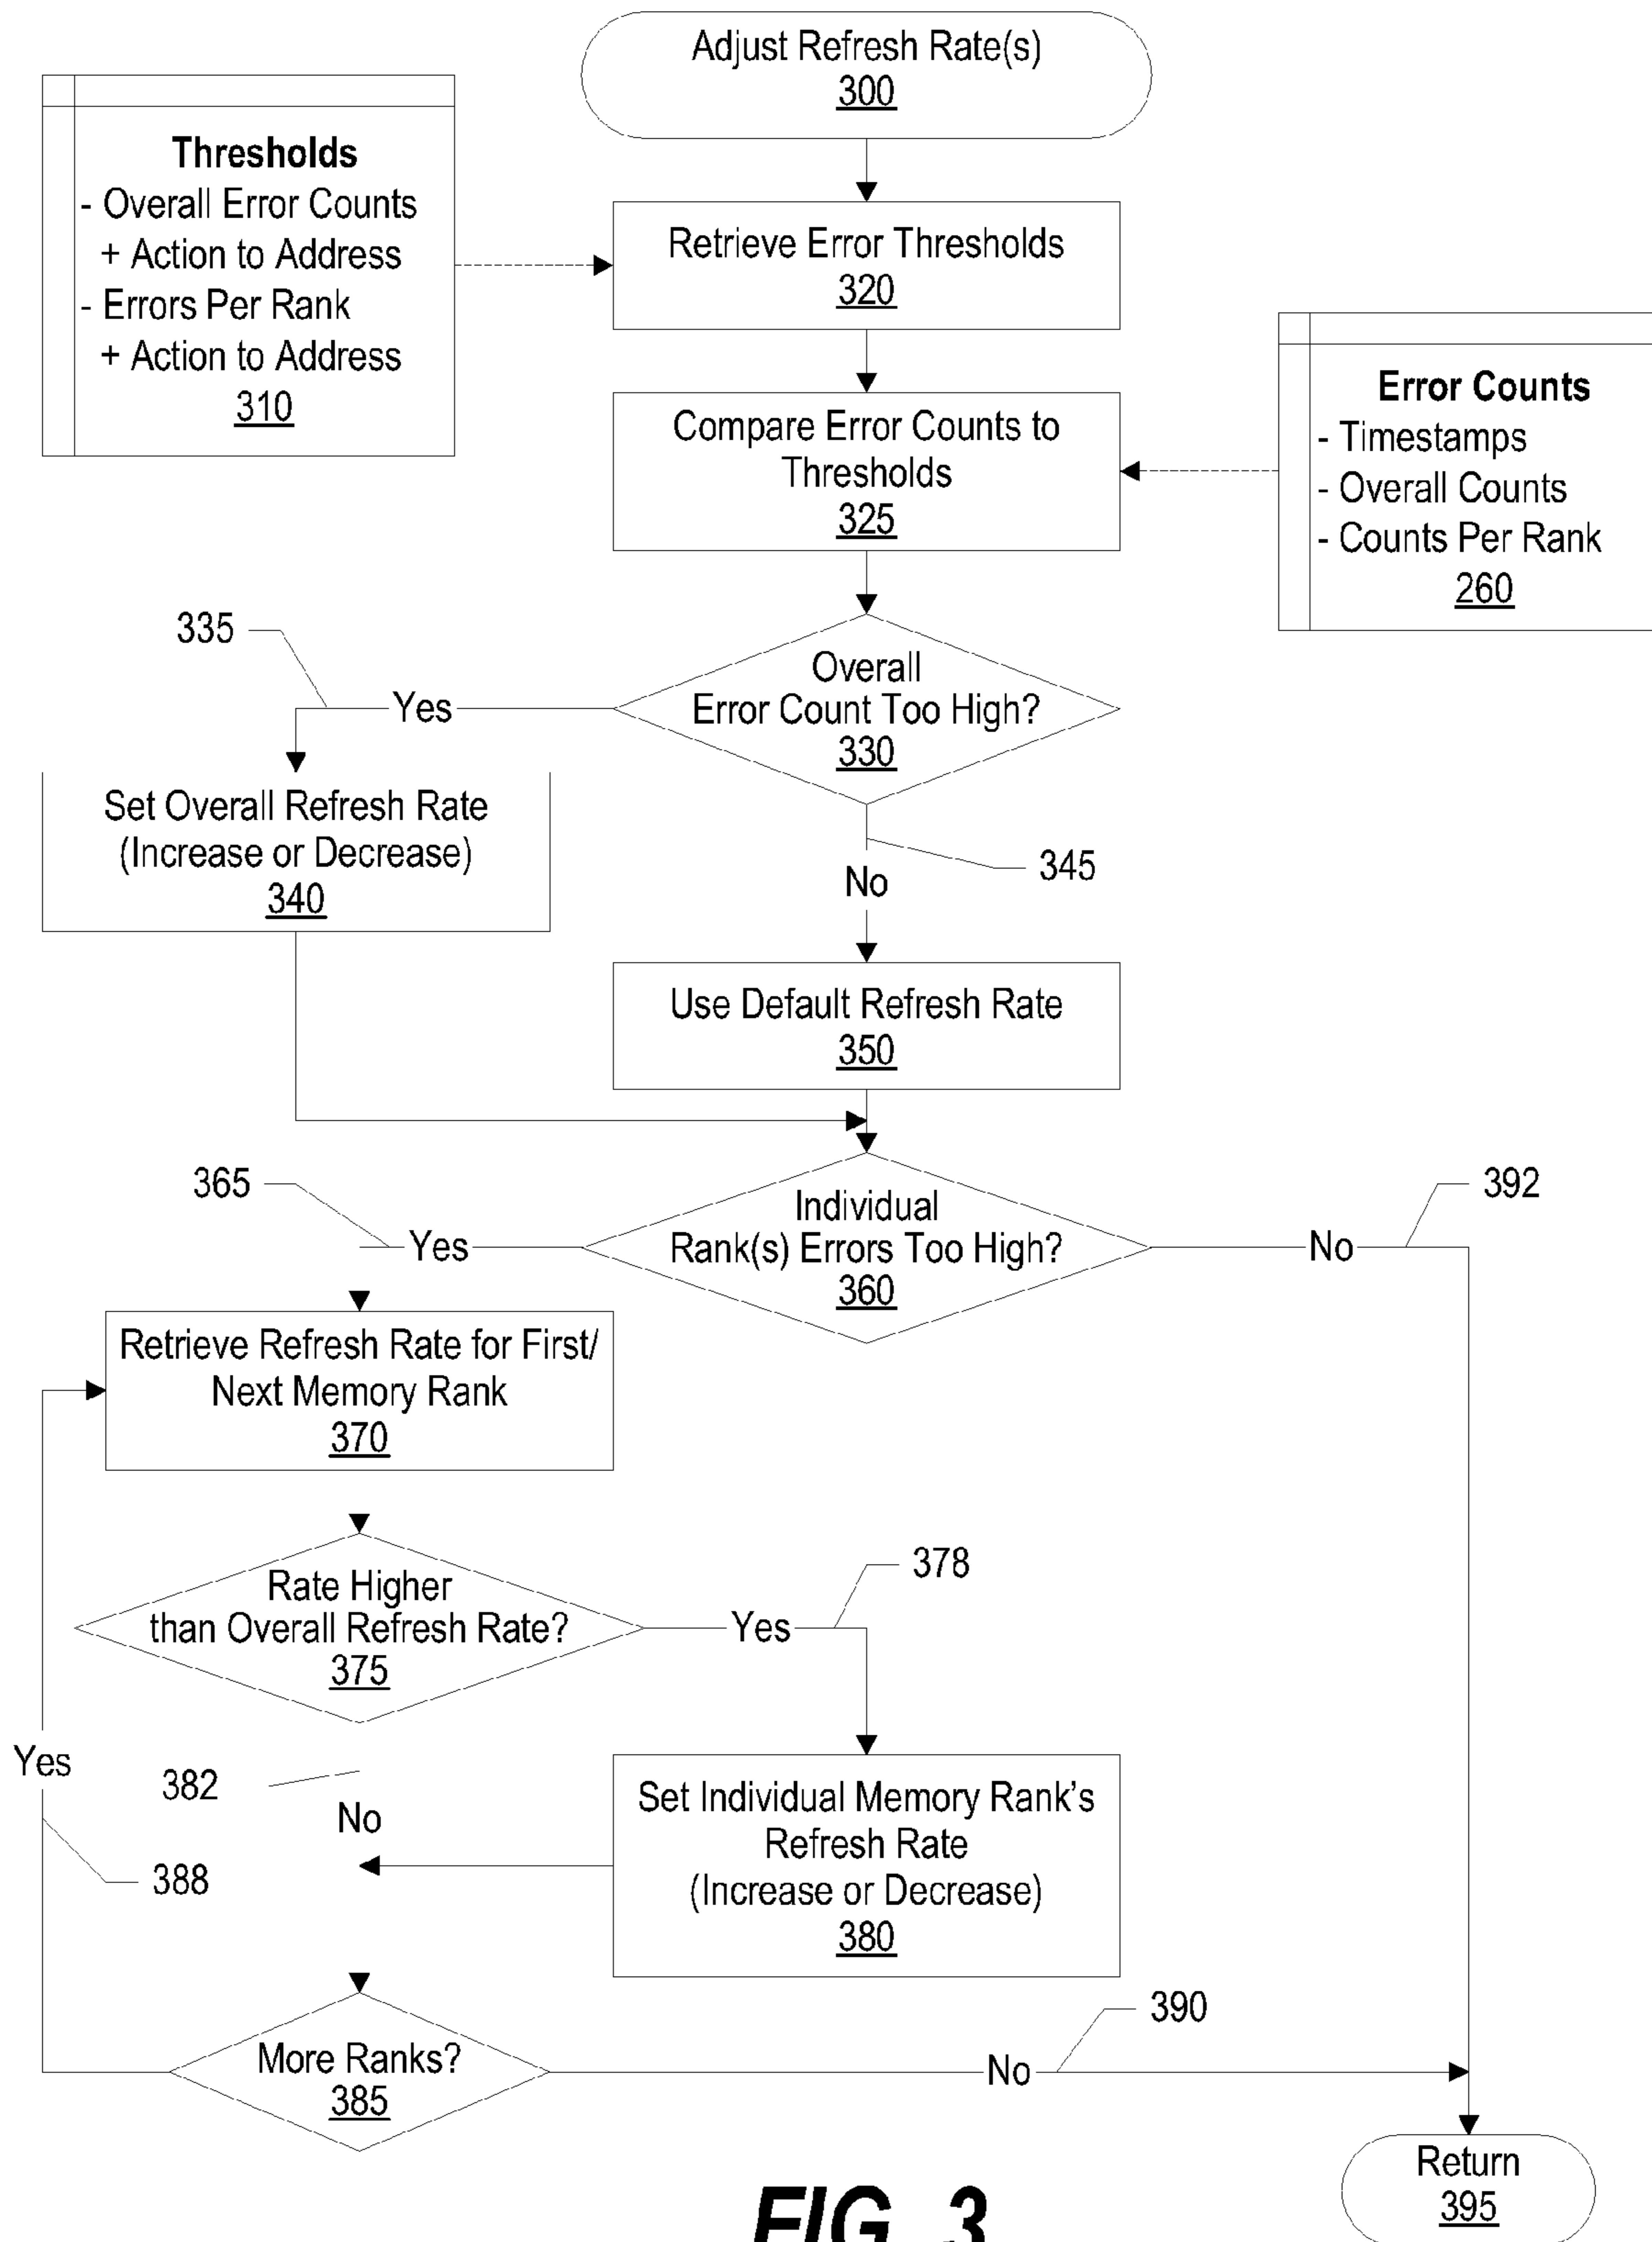 Adjust Refresh Rate(s)
300
Thresholds
- Overall Error Counts
+ Action to Address
- Errors Per Rank
+ Action to Address
310
Retrieve Error Thresholds
320
Compare Error Counts to
Thresholds
325
Error Counts
- Timestamps
- Overall Counts
- Counts Per Rank
260
335
Yes
Overall
Error Count Too High?
330
Set Overall Refresh Rate
(Increase or Decrease)
340
345
No
Use Default Refresh Rate
350
365
Yes
Individual
Rank(s) Errors Too High?
360
No
392
Retrieve Refresh Rate for First/
Next Memory Rank
370
Rate Higher
than Overall Refresh Rate?
375
Yes
378
Yes
382
No
388
Set Individual Memory Rank's
Refresh Rate
(Increase or Decrease)
380
More Ranks?
385
No
390
Return
395
FIG. 3